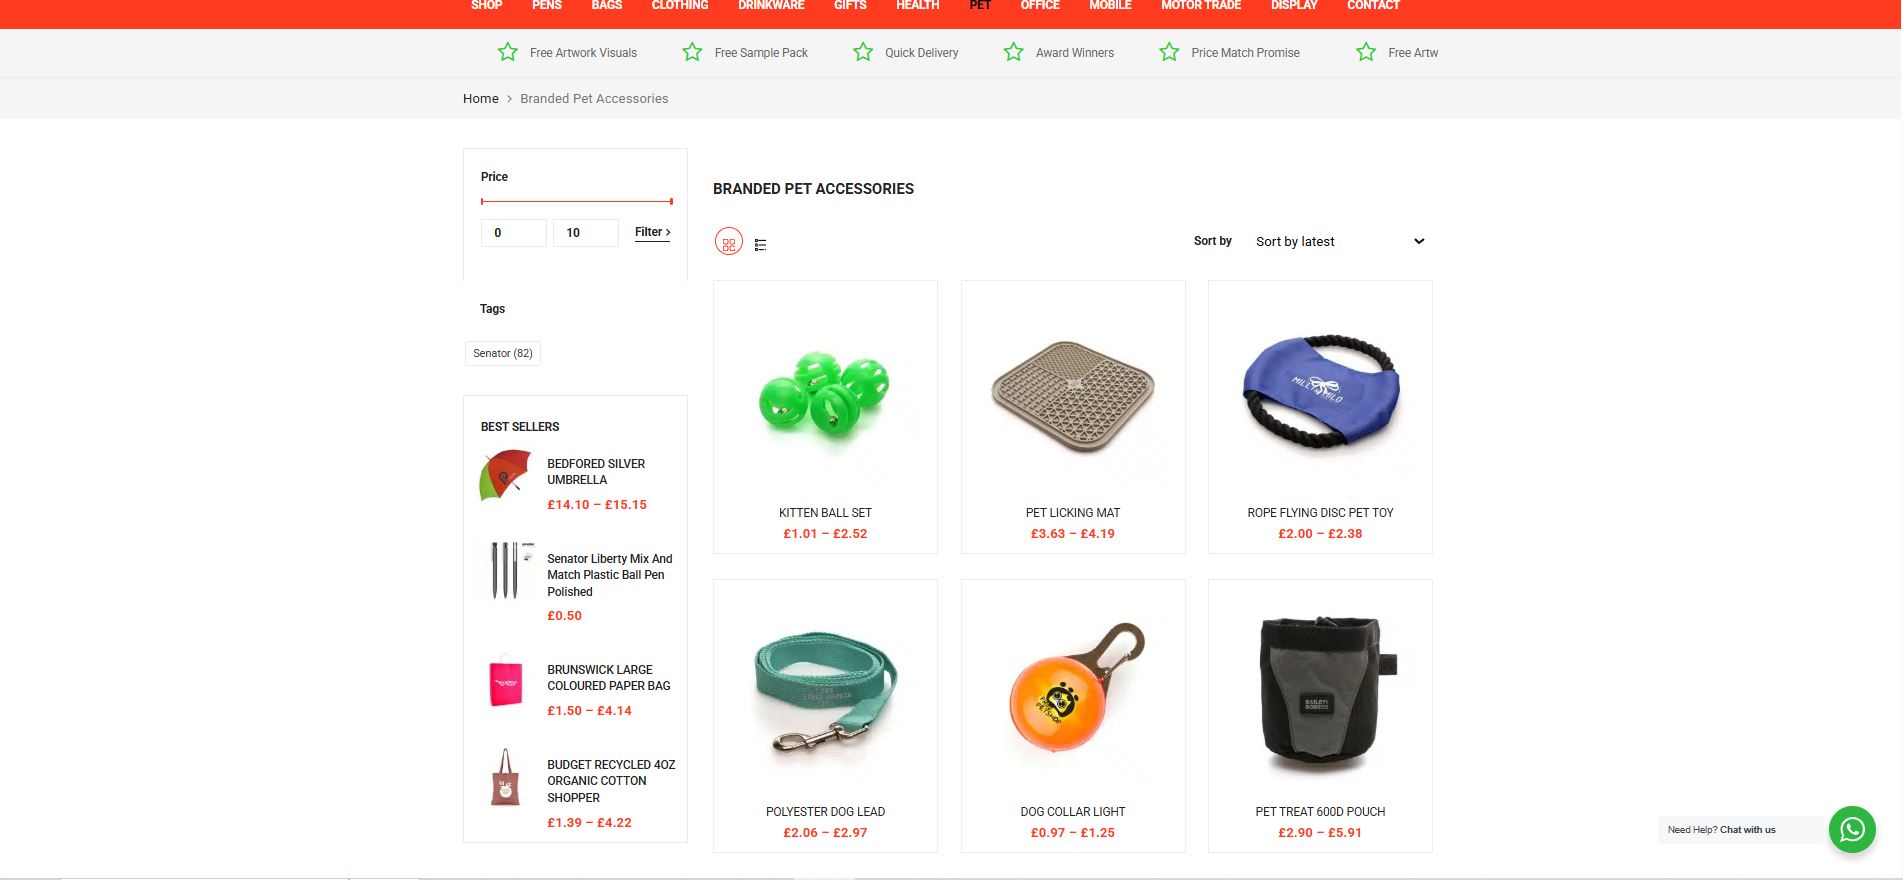 SHOP PENS BAGS CLOTHING DRINKWARE GIFTS HEALTH PET OFFICE MOBILE MOTOR TRADE DISPLAY CONTACT
Free Artwork Visuals Free Sample Pack Quick Delivery Award Winners Price Match Promise Free Artw
Home > Branded Pet Accessories
Price
0 10 Filter >
Tags
Senator (82)
BEST SELLERS
BEDFORED SILVER
UMBRELLA
£14.10 – £15.15
Senator Liberty Mix And
Match Plastic Ball Pen
Polished
£0.50
BRUNSWICK LARGE
COLOURED PAPER BAG
£1.50 – £4.14
BUDGET RECYCLED 4OZ
ORGANIC COTTON
SHOPPER
£1.39 – £4.22
BRANDED PET ACCESSORIES
Sort by Sort by latest
MILLY MILO
KITTEN BALL SET
£1.01 – £2.52
PET LICKING MAT
£3.63 – £4.19
ROPE FLYING DISC PET TOY
£2.00 – £2.38
PETSHOP
POLYESTER DOG LEAD
£2.06 – £2.97
DOG COLLAR LIGHT
£0.97 – £1.25
PET TREAT 600D POUCH
£2.90 – £5.91
Need Help? Chat with us